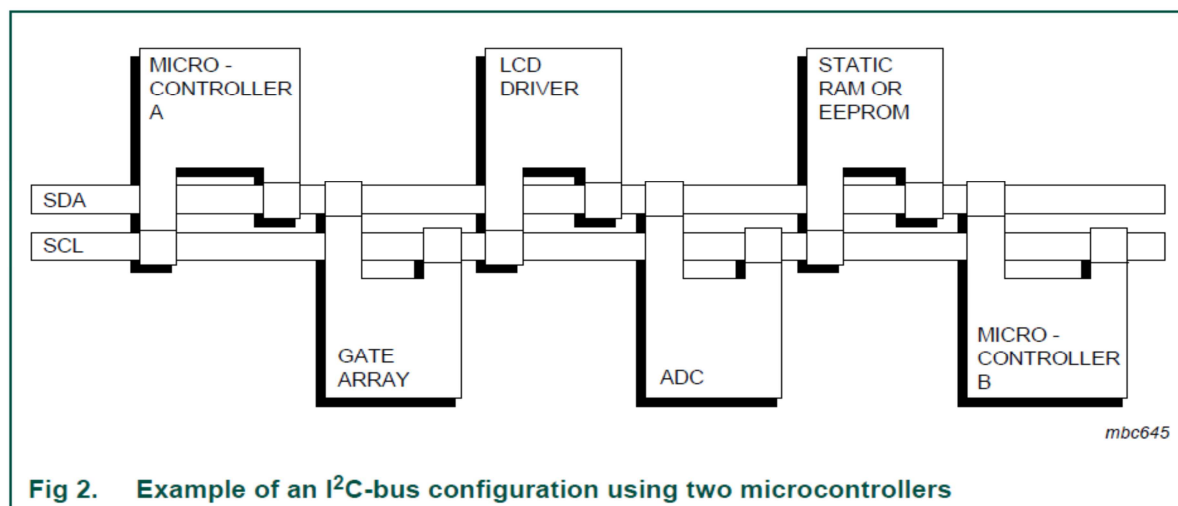 MICRO -
CONTROLLER
A
LCD
DRIVER
STATIC
RAM OR
EEPROM
SDA
SCL
GATE
ARRAY
ADC
MICRO -
CONTROLLER
B
mbc645
Fig 2. Example of an I²C-bus configuration using two microcontrollers